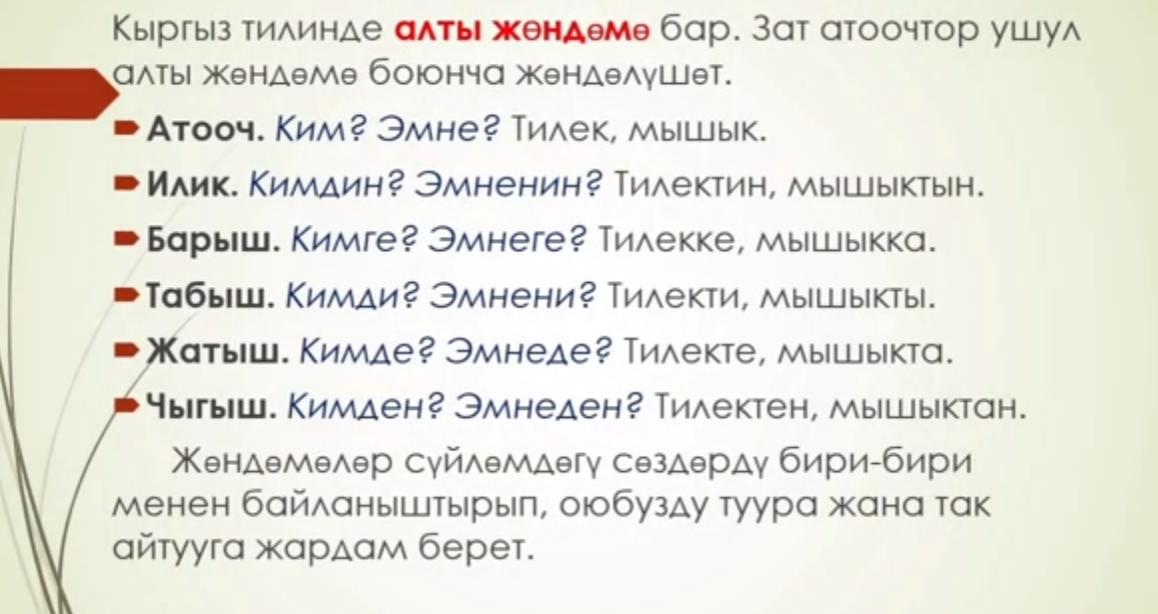 Кыргыз тилинде алты жөндөмө бар. Зат атоочтор ушул
алты жөндөмө боюнча жөндөлүшөт.
Атооч. Ким? Эмне? Тилек, мышык.
Илик. Кимдин? Эмненин? Тилектин, мышыктын.
Барыш. Кимге? Эмнеге? Тилекке, мышыкка.
Табыш. Кимди? Эмнени? Тилекти, мышыкты.
Жатыш. Кимде? Эмнеде? Тилекте, мышыкта.
Чыгыш. Кимден? Эмнеден? Тилектен, мышыктан.
Жөндөмөлөр сүйлөмдөгү сөздөрдү бири-бири
менен байланыштырып, оюбузду туура жана так
айтууга жардам берет.